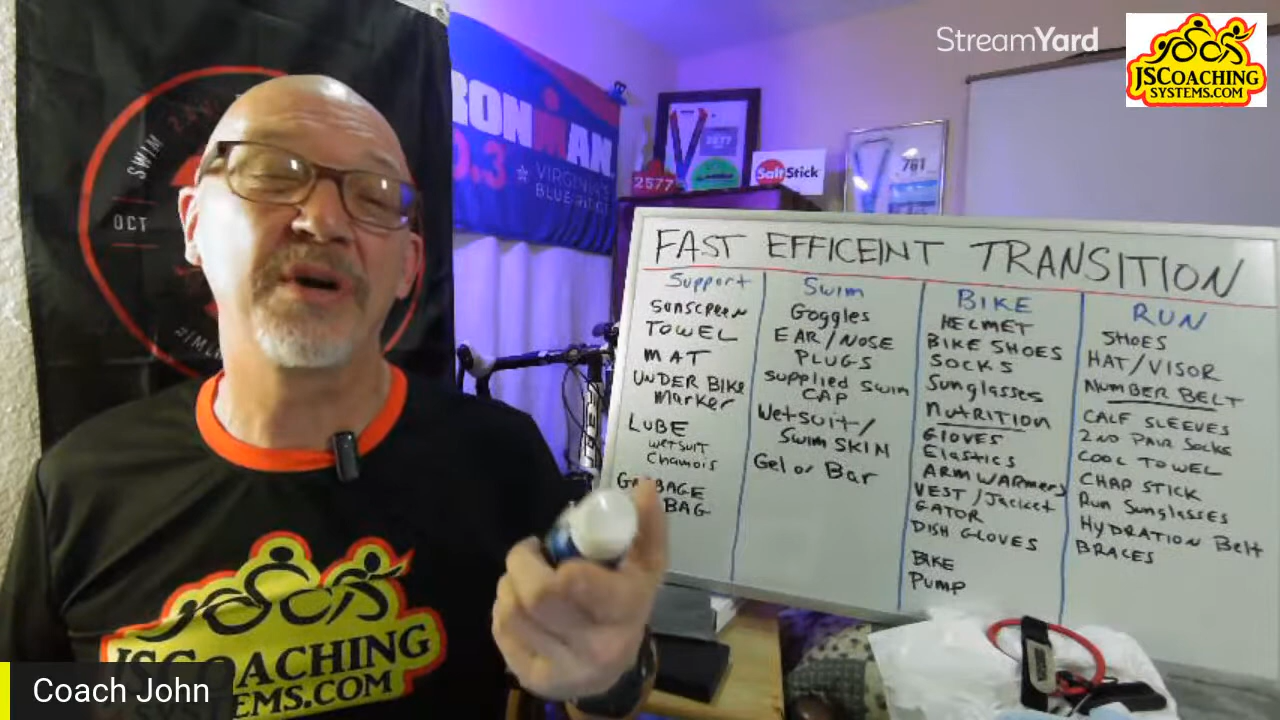 StreamYard
JSCOACHING
SYSTEMS.COM
SWIM
OCT
IRONMAN
0.3
VIRGINIA'S
BLUE RIDGE
2577
2577
SaltStick
761
FAST EFFICEINT TRANSITION
Support
SUNSCREEN
TOWEL
MAT
UNDER BIKE
MARKER
LUBE
WETSUIT
Chamois
GARBAGE
BAG
Swim
Goggles
EAR/NOSE
PLUGS
Supplied Swim
CAP
Wetsuit/
Swim SKIN
Gel or Bar
BIKE
HELMET
BIKE SHOES
SOCKS
Sunglasses
NUTRITION
GLOVES
Elastics
ARM WARMERS
VEST/Jacket
GATOR
DISH GLOVES
BIKE
PUMP
RUN
SHOES
HAT/VISOR
NUMBER BELT
CALF SLEEVES
2ND PAIR SOCKS
COOL TOWEL
CHAP STICK
Run Sunglasses
HYDRATION Belt
BRACES
JSCOACHING
SYSTEMS.COM
Coach John